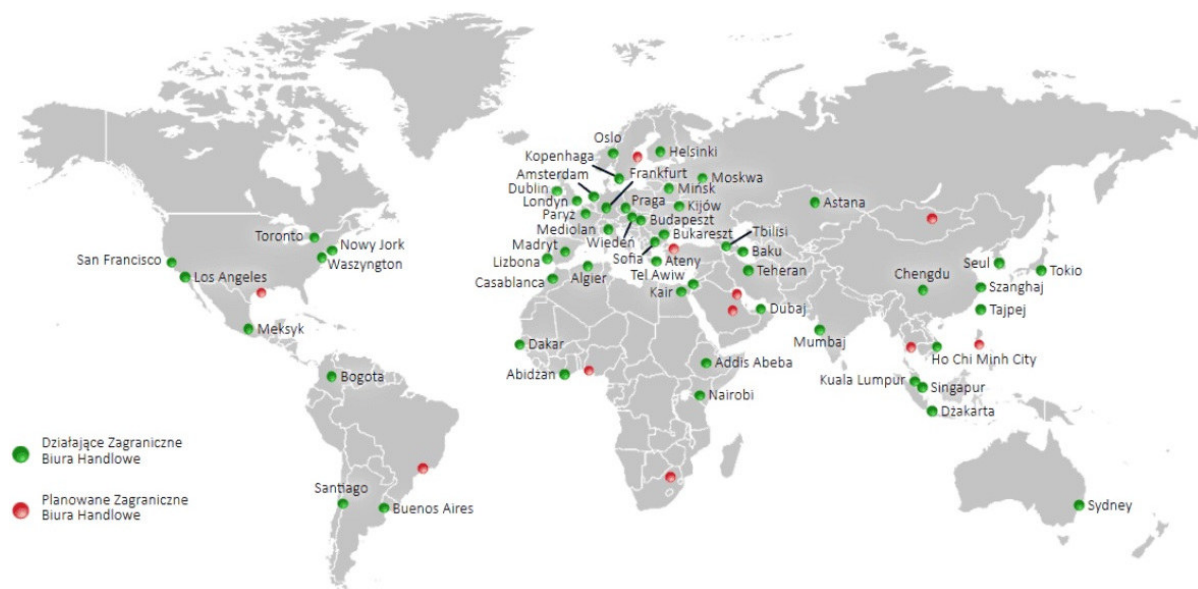 Oslo
Helsinki
Kopenhaga
Frankfurt
Amsterdam
Moskwa
Dublin
Mińsk
Londyn
Praga
Kijów
Astana
Paryż
Budapeszt
Mediolan
Bukareszt
Tbilisi
Toronto
Nowy Jork
Madryt
Wiedeń
Baku
San Francisco
Waszyngton
Lizbona
Sofia
Ateny
Seul
Tokio
Los Angeles
Algier
Tel Awiw
Teheran
Chengdu
Casablanca
Kair
Szanghaj
Dubaj
Tajpej
Meksyk
Mumbaj
Dakar
Ho Chi Minh City
Addis Abeba
Bogota
Abidżan
Kuala Lumpur
Singapur
Nairobi
Dżakarta
Działające Zagraniczne
Biura Handlowe
Santiago
Planowane Zagraniczne
Biura Handlowe
Buenos Aires
Sydney